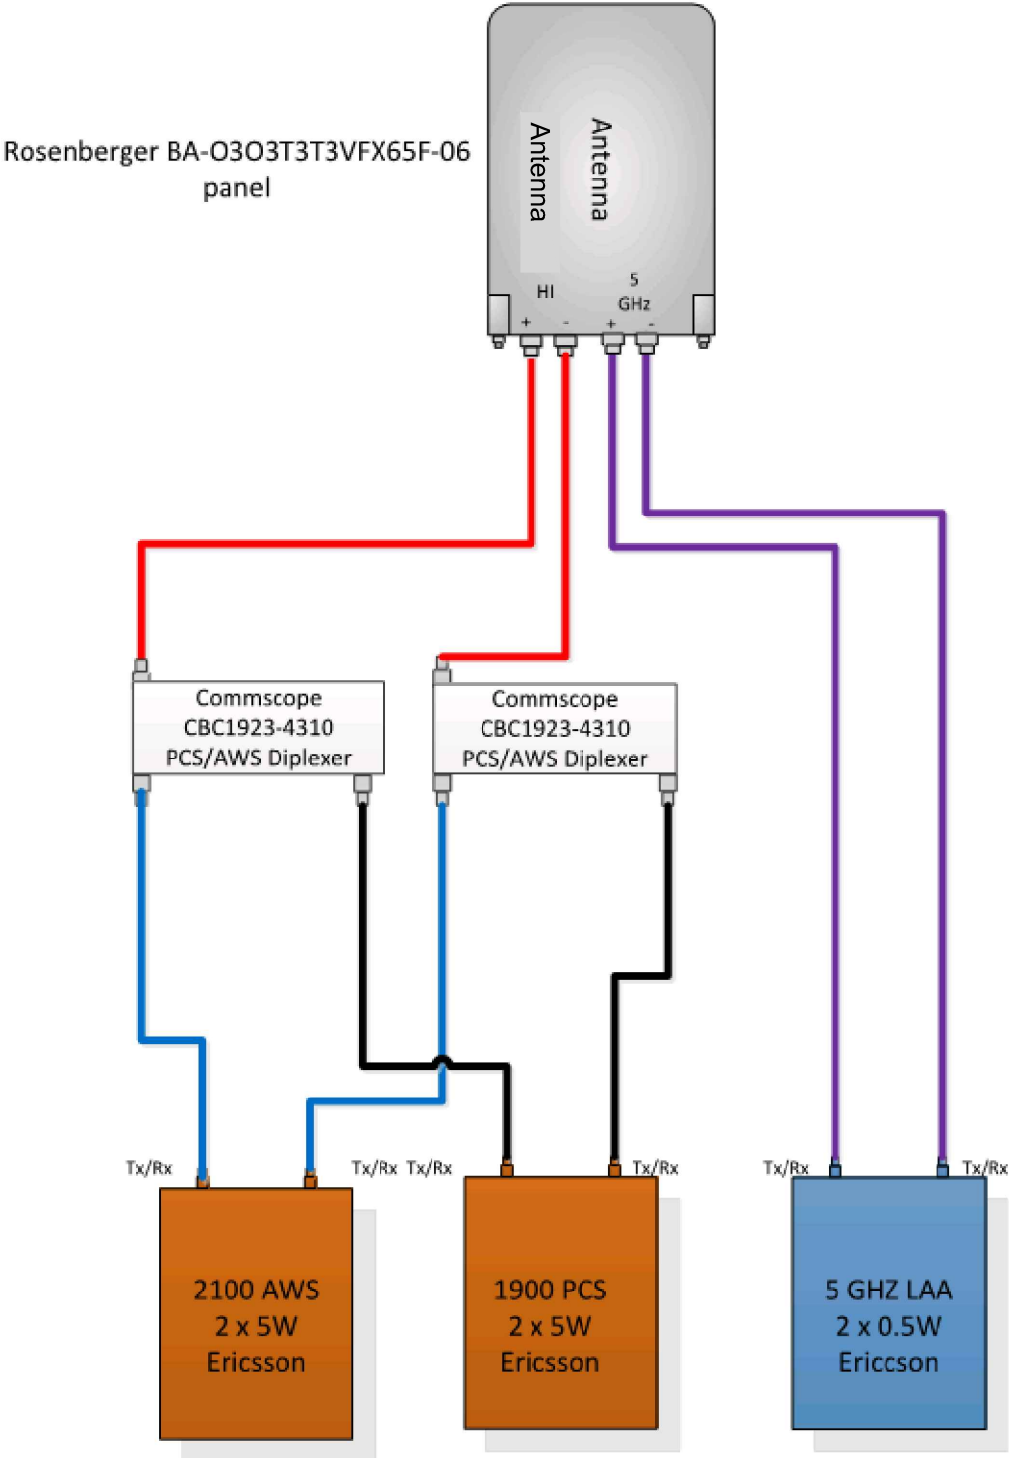 Rosenberger BA-O3O3T3T3VFX65F-06
panel
Antenna
Antenna
HI
5
GHz
+ - + -
Commscope
CBC1923-4310
PCS/AWS Diplexer
Commscope
CBC1923-4310
PCS/AWS Diplexer
Tx/Rx
Tx/Rx
Tx/Rx
Tx/Rx
Tx/Rx
Tx/Rx
2100 AWS
2 x 5W
Ericsson
1900 PCS
2 x 5W
Ericsson
5 GHZ LAA
2 x 0.5W
Ericcson